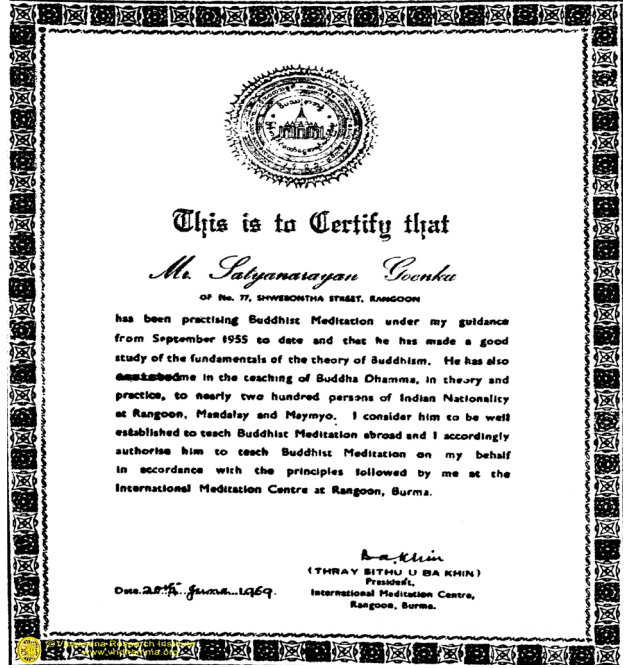 This is to Certify that
Mr. Satyanarayan Goenka
OF No. 77, SHWEBONTHA STREET, RANGOON
has been practising Buddhist Meditation under my guidance
from September 1955 to date and that he has made a good
study of the fundamentals of the theory of Buddhism. He has also
assisted me in the teaching of Buddha Dhamma, in theory and
practice, to nearly two hundred persons of Indian Nationality
at Rangoon, Mandalay and Maymyo. I consider him to be well
established to teach Buddhist Meditation abroad and I accordingly
authorise him to teach Buddhist Meditation on my behalf
in accordance with the principles followed by me at the
International Meditation Centre at Rangoon, Burma.
Ba Khin
(THRAY SITHU U BA KHIN)
President,
International Meditation Centre,
Rangoon, Burma.
Date. 20th June 1969.
© Vipassana Research Institute
www.vridhamma.org